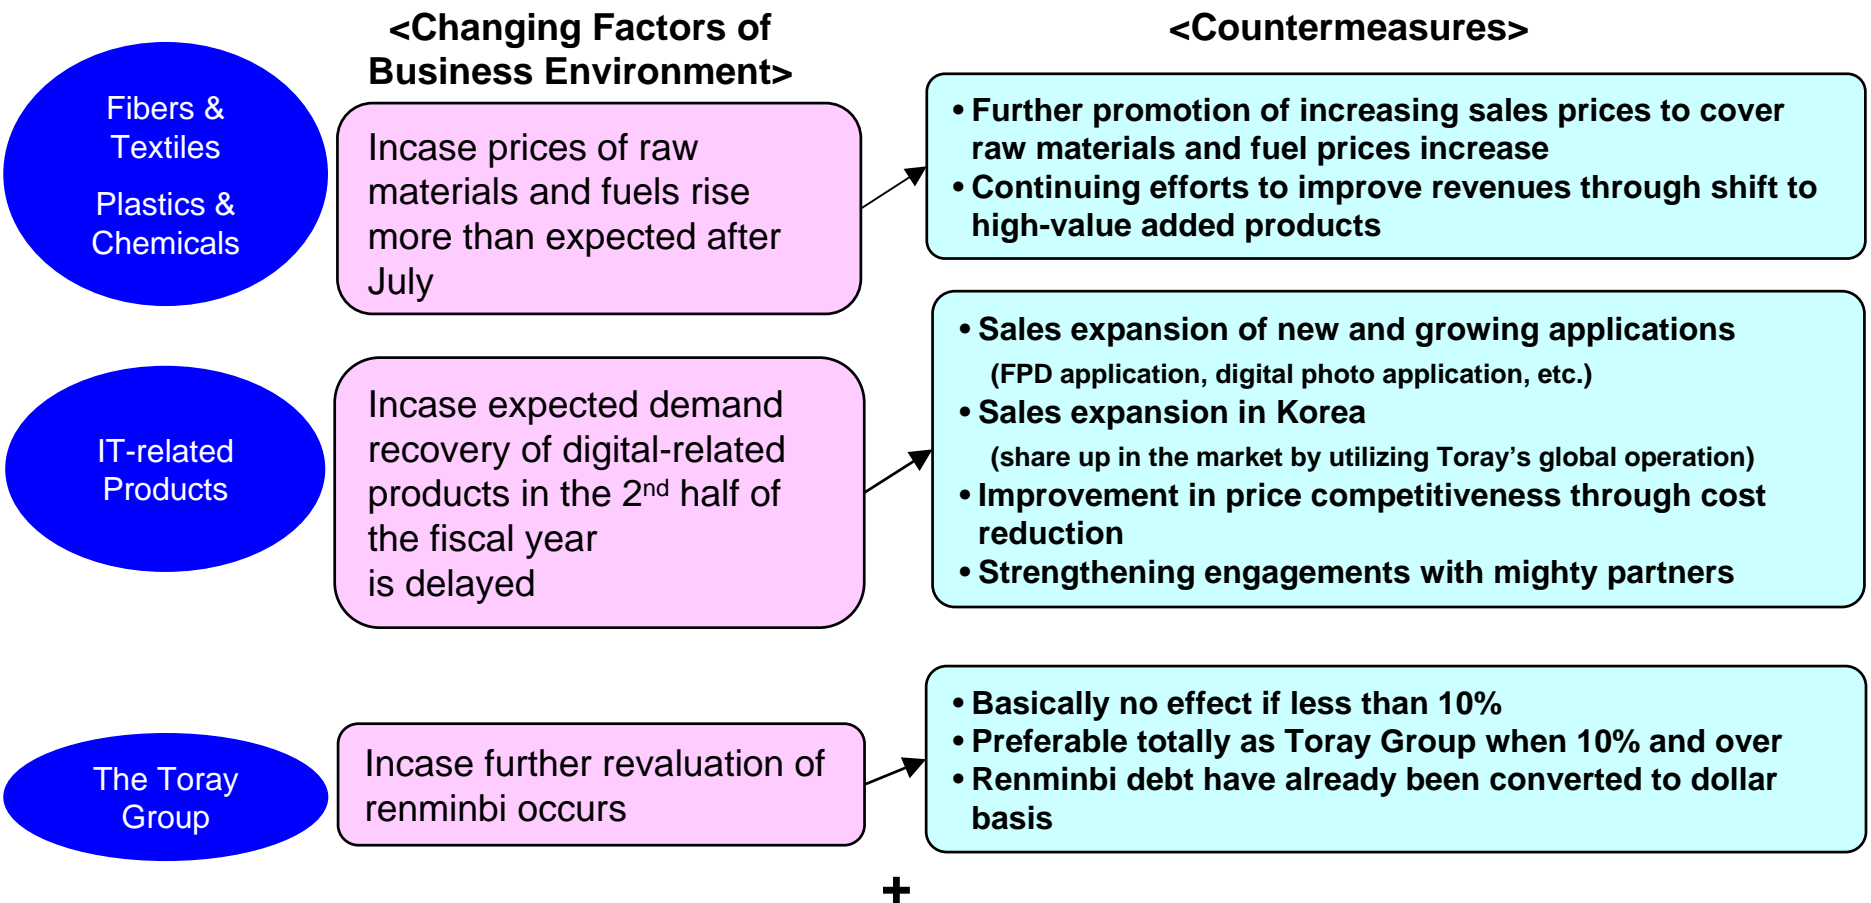 <Changing Factors of
Business Environment>
<Countermeasures>
Fibers &
Textiles
Plastics &
Chemicals
Incase prices of raw
materials and fuels rise
more than expected after
July
• Further promotion of increasing sales prices to cover
raw materials and fuel prices increase
• Continuing efforts to improve revenues through shift to
high-value added products
IT-related
Products
Incase expected demand
recovery of digital-related
products in the 2nd half of
the fiscal year
is delayed
• Sales expansion of new and growing applications
(FPD application, digital photo application, etc.)
• Sales expansion in Korea
(share up in the market by utilizing Toray’s global operation)
• Improvement in price competitiveness through cost
reduction
• Strengthening engagements with mighty partners
The Toray
Group
Incase further revaluation of
renminbi occurs
• Basically no effect if less than 10%
• Preferable totally as Toray Group when 10% and over
• Renminbi debt have already been converted to dollar
basis
+